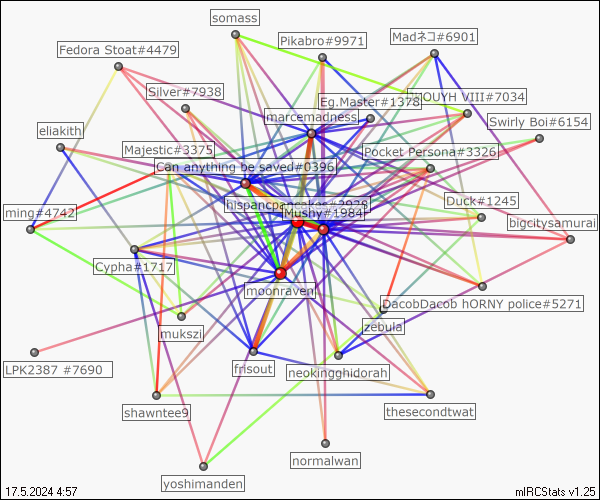 somass
Pikabro#9971
Madネコ#6901
Fedora Stoat#4479
Silver#7938
Eg.Master#1378
MOUYH VIII#7034
marcemadness
Swirly Boi#6154
eliakith
Majestic#3375
Pocket Persona#3326
Can anything be saved#0396
Duck#1245
Mushy#1984
ming#4742
bigcitysamurai
Cypha#1717
moonraven
DacobDacob hORNY police#5271
mukszi
zebula
LPK2387 #7690
frisout
neokingghidorah
shawntee9
thesecondtwat
normalwan
yoshimanden
17.5.2024 4:57
mIRCStats v1.25